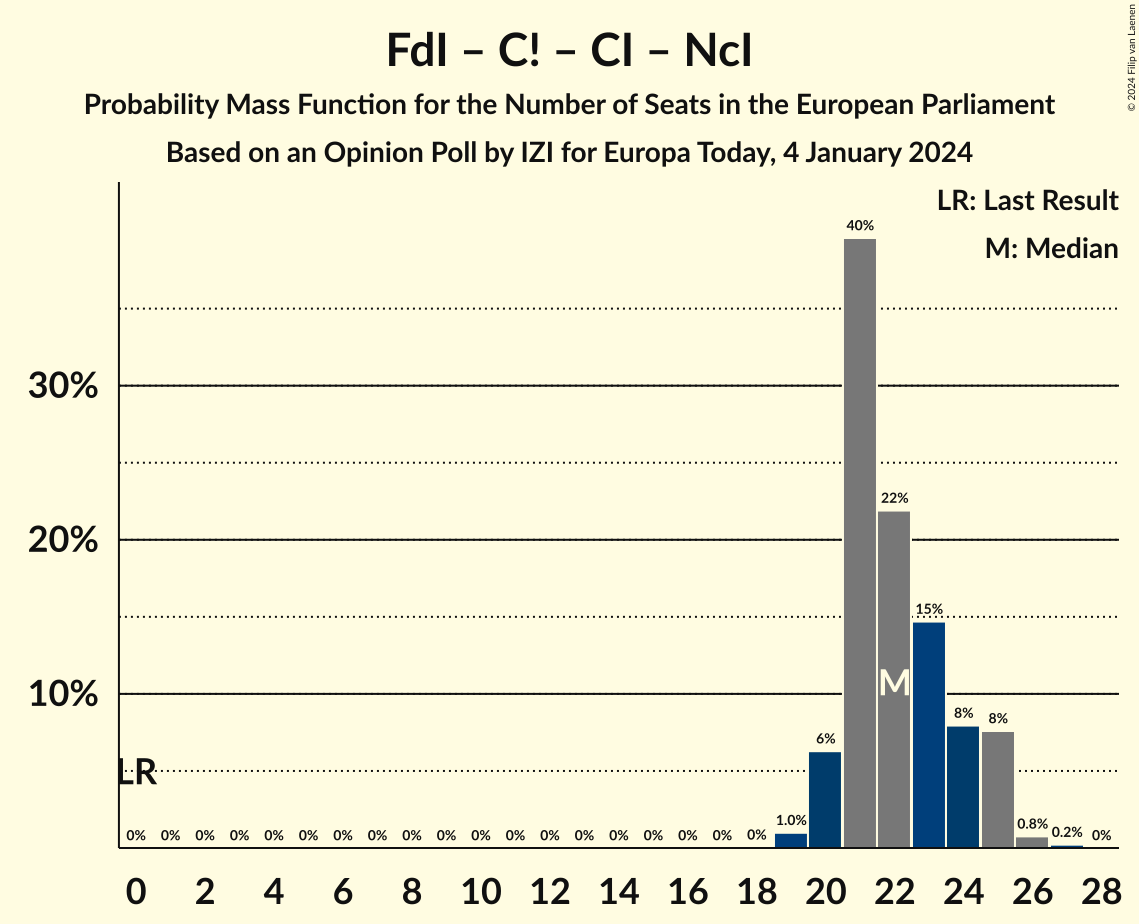 FdI – C! – CI – NcI
Probability Mass Function for the Number of Seats in the European Parliament
Based on an Opinion Poll by IZI for Europa Today, 4 January 2024
© 2024 Filip van Laenen
LR: Last Result
M: Median
30%
20%
10%
LR
M
0% 0% 0% 0% 0% 0% 0% 0% 0% 0% 0% 0% 0% 0% 0% 0% 0% 0% 0% 1.0% 6% 40% 22% 15% 8% 8% 0.8% 0.2% 0%
0 2 4 6 8 10 12 14 16 18 20 22 24 26 28